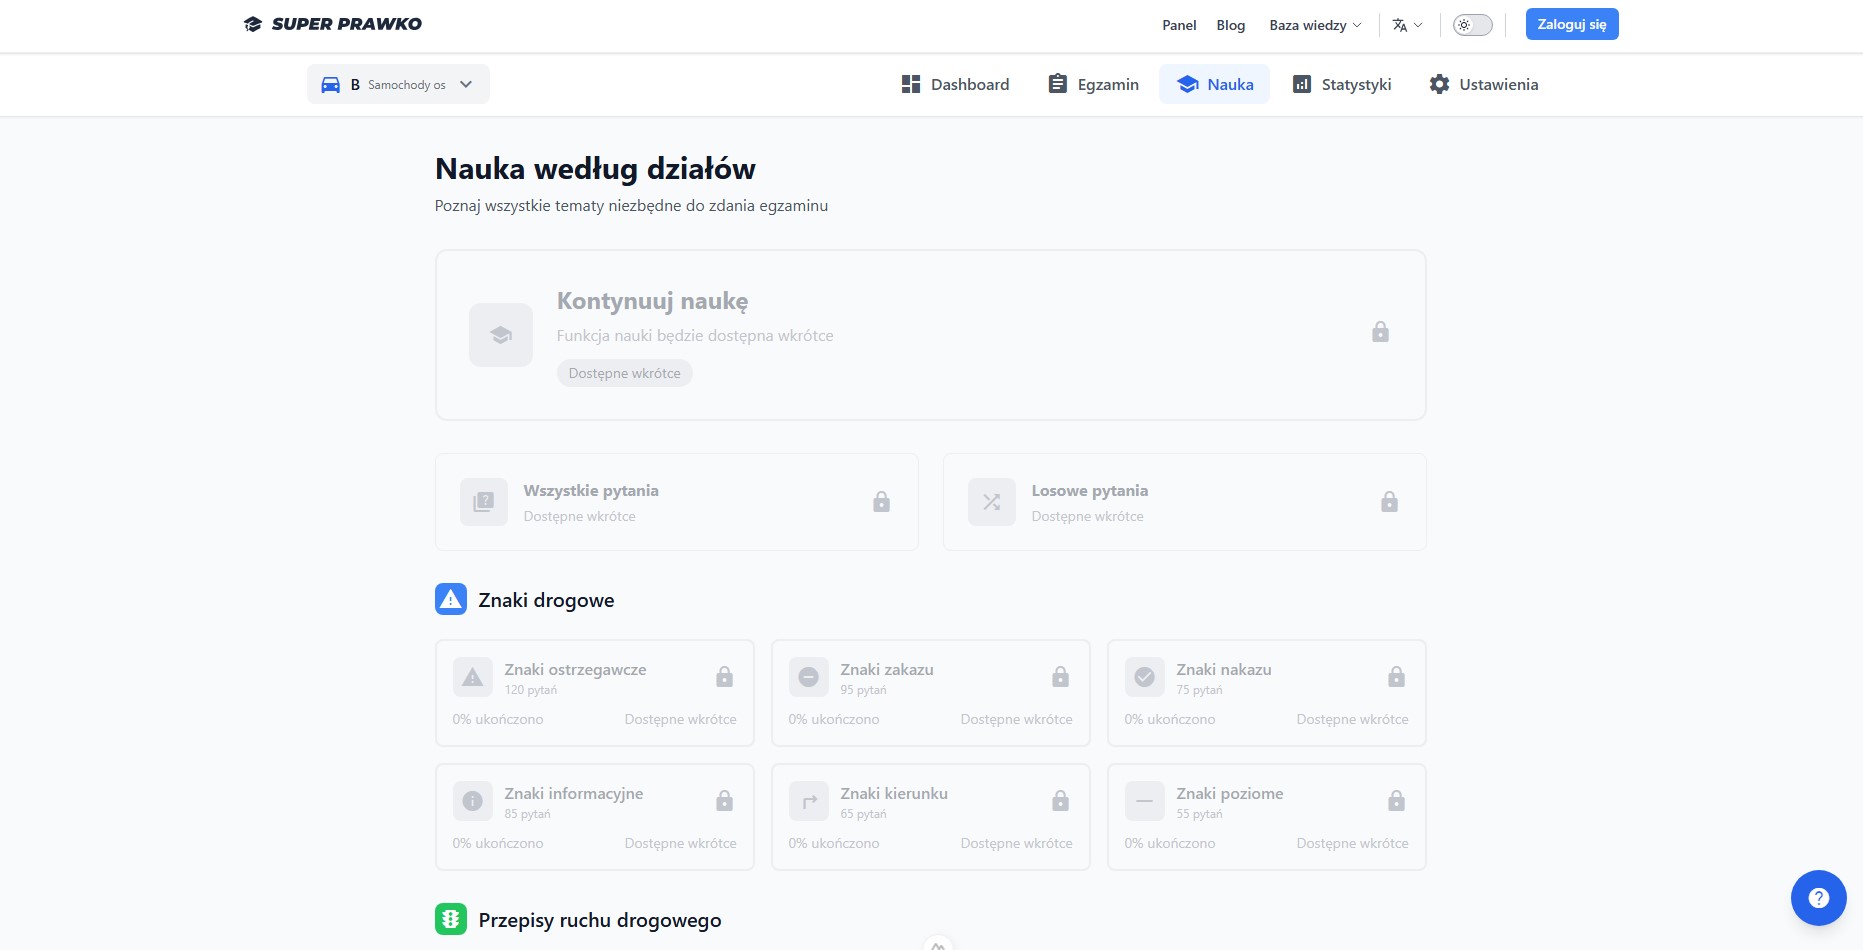 SUPER PRAWKO
Panel
Blog
Baza wiedzy
Zaloguj się
B Samochody os
Dashboard
Egzamin
Nauka
Statystyki
Ustawienia
Nauka według działów
Poznaj wszystkie tematy niezbędne do zdania egzaminu
Kontynuuj naukę
Funkcja nauki będzie dostępna wkrótce
Dostępne wkrótce
Wszystkie pytania
Dostępne wkrótce
Losowe pytania
Dostępne wkrótce
Znaki drogowe
Znaki ostrzegawcze
120 pytań
0% ukończono
Dostępne wkrótce
Znaki zakazu
95 pytań
0% ukończono
Dostępne wkrótce
Znaki nakazu
75 pytań
0% ukończono
Dostępne wkrótce
Znaki informacyjne
85 pytań
0% ukończono
Dostępne wkrótce
Znaki kierunku
65 pytań
0% ukończono
Dostępne wkrótce
Znaki poziome
55 pytań
0% ukończono
Dostępne wkrótce
Przepisy ruchu drogowego